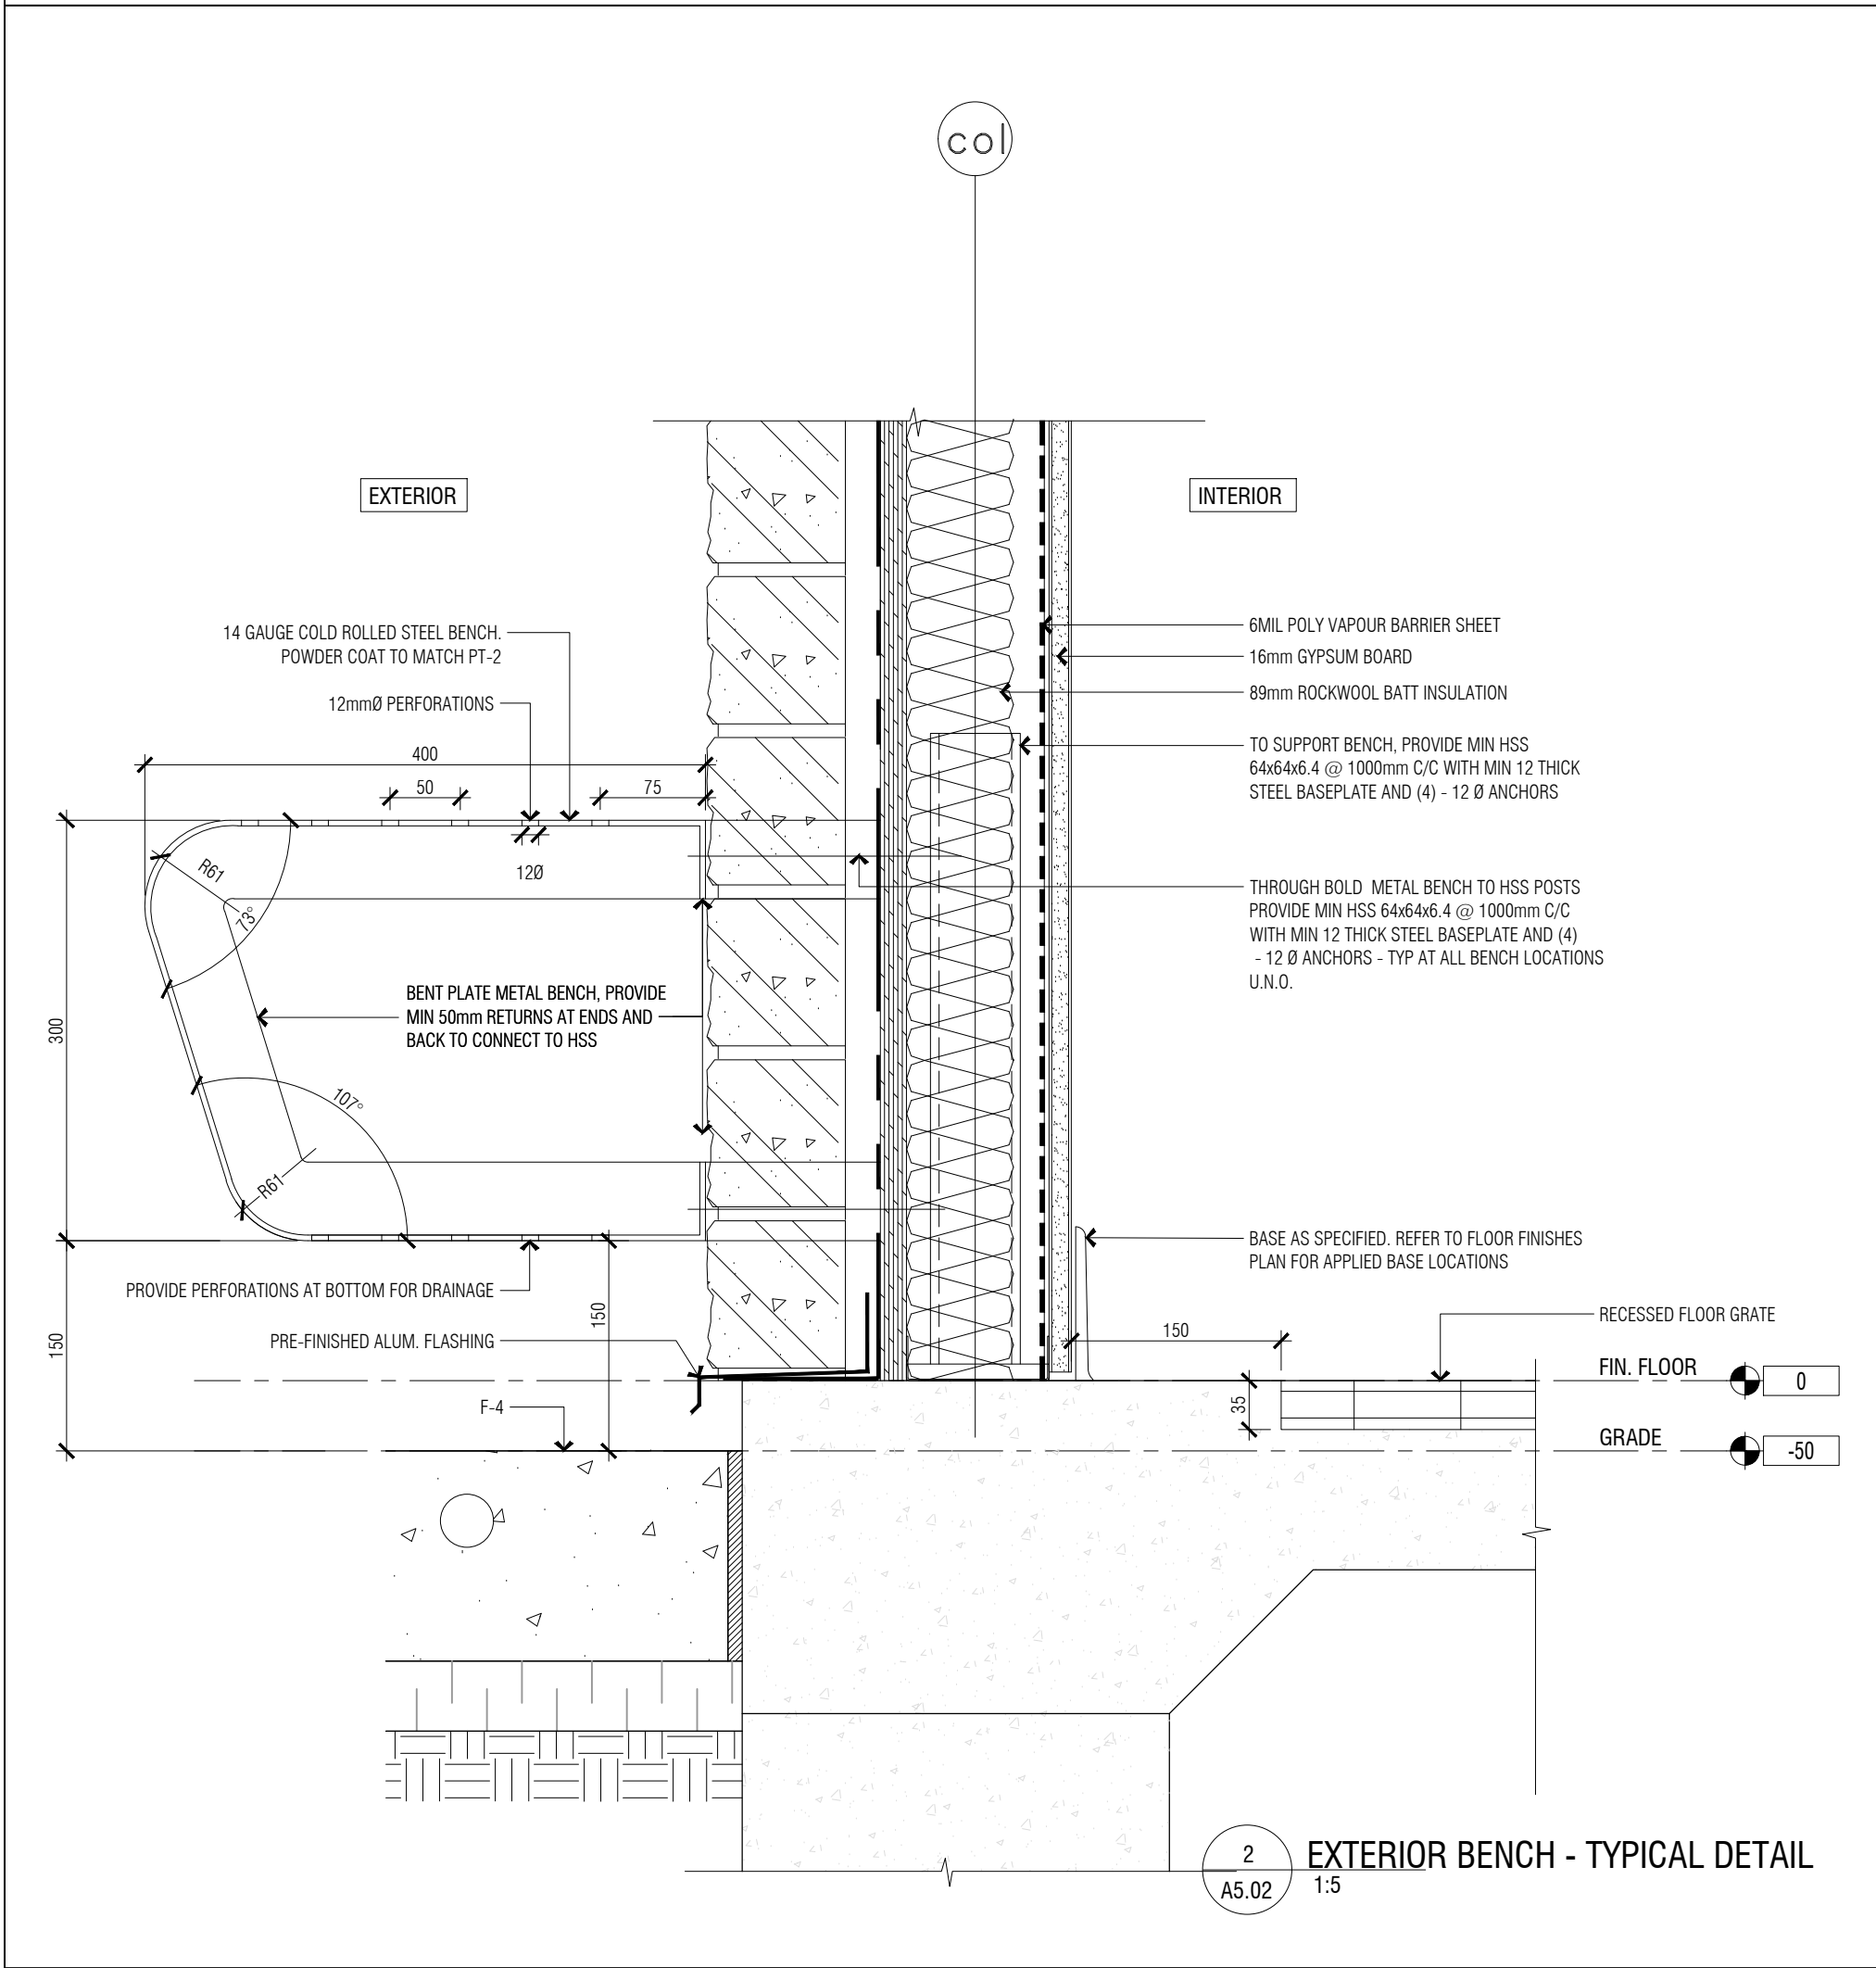 col
EXTERIOR
INTERIOR
14 GAUGE COLD ROLLED STEEL BENCH.
POWDER COAT TO MATCH PT-2
12mmØ PERFORATIONS
400
50
75
12Ø
R61
73°
300
BENT PLATE METAL BENCH, PROVIDE
MIN 50mm RETURNS AT ENDS AND
BACK TO CONNECT TO HSS
107°
R61
PROVIDE PERFORATIONS AT BOTTOM FOR DRAINAGE
150
150
PRE-FINISHED ALUM. FLASHING
F-4
6MIL POLY VAPOUR BARRIER SHEET
16mm GYPSUM BOARD
89mm ROCKWOOL BATT INSULATION
TO SUPPORT BENCH, PROVIDE MIN HSS
64x64x6.4 @ 1000mm C/C WITH MIN 12 THICK
STEEL BASEPLATE AND (4) - 12 Ø ANCHORS
THROUGH BOLD METAL BENCH TO HSS POSTS
PROVIDE MIN HSS 64x64x6.4 @ 1000mm C/C
WITH MIN 12 THICK STEEL BASEPLATE AND (4)
- 12 Ø ANCHORS - TYP AT ALL BENCH LOCATIONS
U.N.O.
BASE AS SPECIFIED. REFER TO FLOOR FINISHES
PLAN FOR APPLIED BASE LOCATIONS
RECESSED FLOOR GRATE
150
35
FIN. FLOOR
0
GRADE
-50
2
A5.02
EXTERIOR BENCH - TYPICAL DETAIL
1:5